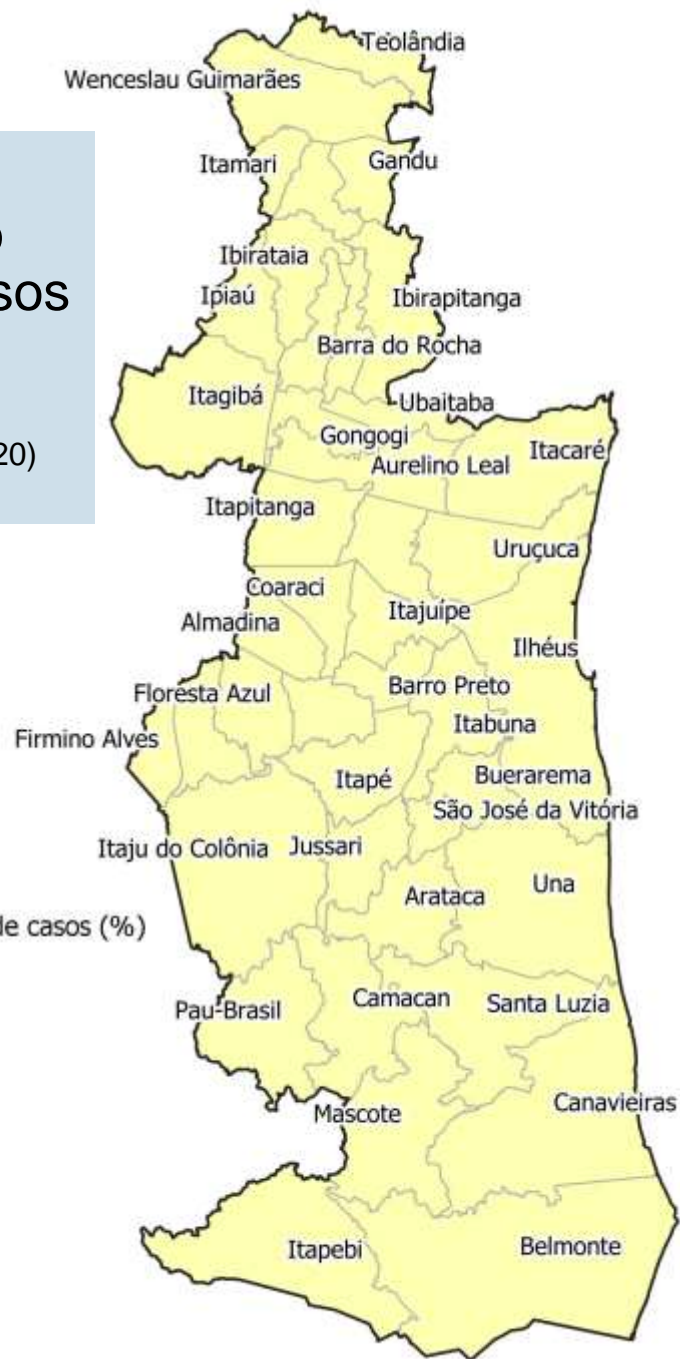 Teolândia
Wenceslau Guimarães
Itamari
Gandu
Ibirataia
sos
Ipiaú
Ibirapitanga
Barra do Rocha
Itagibá
Ubaitaba
Gongogi
20)
Aurelino Leal
Itacaré
Itapitanga
Uruçuca
Coaraci
Itajuípe
Almadina
Ilhéus
Floresta Azul
Barro Preto
Itabuna
Firmino Alves
Itapé
Buerarema
São José da Vitória
Itaju do Colônia
Jussari
Arataca
Una
de casos (%)
Pau-Brasil
Camacan
Santa Luzia
Mascote
Canavieiras
Itapebi
Belmonte